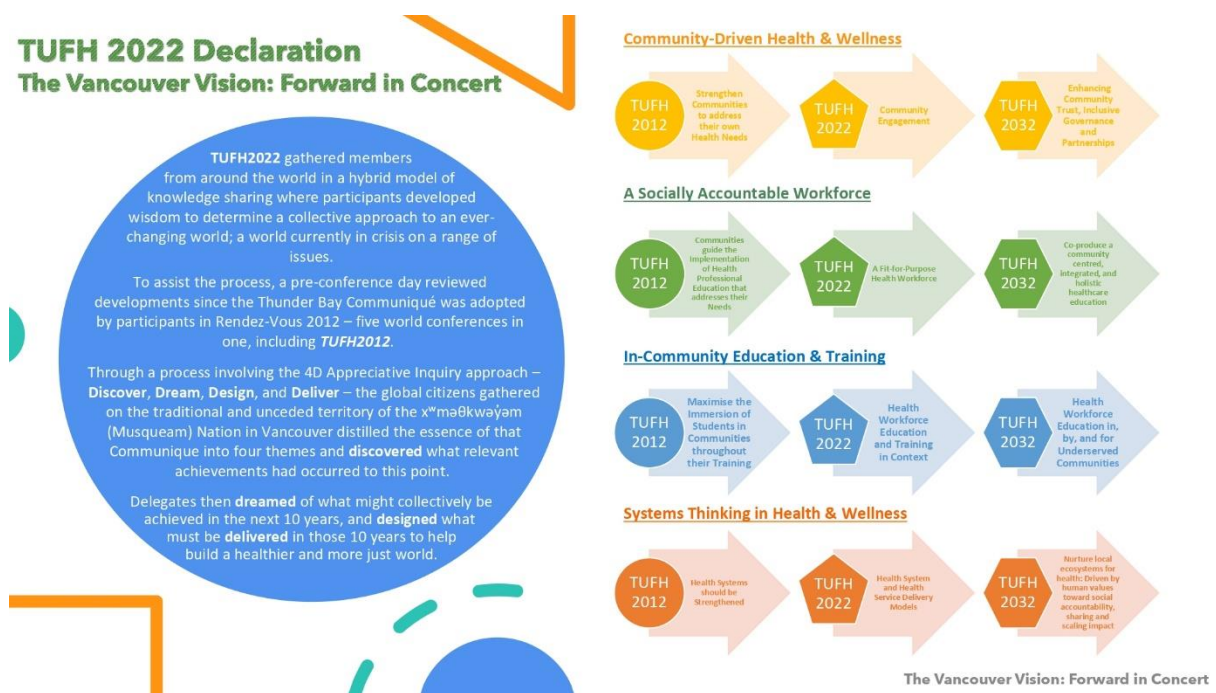 TUFH 2022 Declaration
The Vancouver Vision: Forward in Concert
TUFH2022 gathered members
from around the world in a hybrid model of
knowledge sharing where participants developed
wisdom to determine a collective approach to an ever-
changing world; a world currently in crisis on a range of
issues.
To assist the process, a pre-conference day reviewed
developments since the Thunder Bay Communiqué was adopted
by participants in Rendez-Vous 2012 – five world conferences in
one, including TUFH2012.
Through a process involving the 4D Appreciative Inquiry approach –
Discover, Dream, Design, and Deliver – the global citizens gathered
on the traditional and unceded territory of the xʷməθkwəy̓əm
(Musqueam) Nation in Vancouver distilled the essence of that
Communique into four themes and discovered what relevant
achievements had occurred to this point.
Delegates then dreamed of what might collectively be
achieved in the next 10 years, and designed what
must be delivered in those 10 years to help
build a healthier and more just world.
Community-Driven Health & Wellness
TUFH
2012
Strengthen
Communities
to address
their own
Health Needs
TUFH
2022
Community
Engagement
TUFH
2032
Enhancing
Community
Trust, Inclusive
Governance
and
Partnerships
A Socially Accountable Workforce
TUFH
2012
Communities
guide the
Implementation
of Health
Professional
Education that
addresses their
Needs
TUFH
2022
A Fit-for-Purpose
Health Workforce
TUFH
2032
Co-produce a
community
centred,
integrated, and
holistic
healthcare
education
In-Community Education & Training
TUFH
2012
Maximise the
Immersion of
Students in
Communities
throughout
their Training
TUFH
2022
Health
Workforce
Education
and Training
in Context
TUFH
2032
Health
Workforce
Education in,
by, and for
Underserved
Communities
Systems Thinking in Health & Wellness
TUFH
2012
Health Systems
should be
Strengthened
TUFH
2022
Health System
and Health
Service Delivery
Models
TUFH
2032
Nurture local
ecosystems for
health: Driven by
human values
toward social
accountability,
sharing and
scaling impact
The Vancouver Vision: Forward in Concert